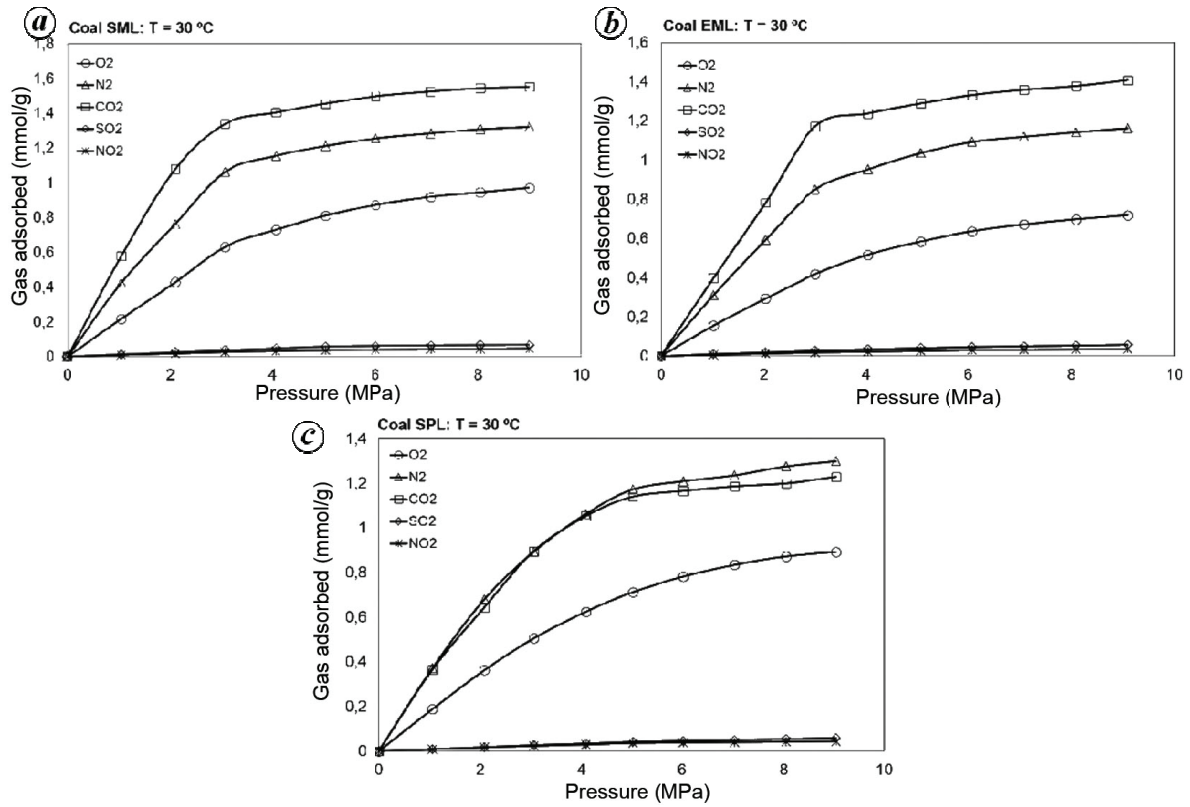 a
Coal SML: T = 30 ºC
1,8
1,6
1,4
1,2
1
0,8
0,6
0,4
0,2
0
Gas adsorbed (mmol/g)
O2
N2
CO2
SO2
NO2
0
2
4
6
8
10
Pressure (MPa)
b
Coal EML: T = 30 ºC
1,6
1,4
1,2
1
0,8
0,6
0,4
0,2
0
Gas adsorbed (mmol/g)
O2
N2
CO2
SO2
NO2
0
2
4
6
8
10
Pressure (MPa)
c
Coal SPL: T = 30 ºC
1,4
1,2
1
0,8
0,6
0,4
0,2
0
Gas adsorbed (mmol/g)
O2
N2
CO2
SO2
NO2
0
2
4
6
8
10
Pressure (MPa)